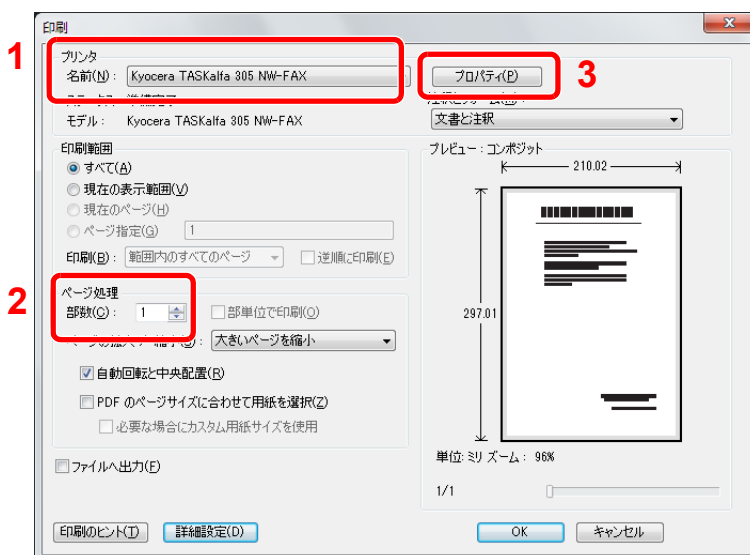 印刷
1
プリンタ
名前(N): Kyocera TASKalfa 305 NW-FAX
プロパティ(P)
3
モデル: Kyocera TASKalfa 305 NW-FAX
文書と注釈
印刷範囲
すべて(A)
現在の表示範囲(V)
現在のページ(H)
ページ指定(G) 1
印刷(B): 範囲内のすべてのページ 逆順に印刷(E)
プレビュー : コンポジット
210.02
297.01
2
ページ処理
部数(C): 1 部単位で印刷(O)
大きいページを縮小
自動回転と中央配置(R)
PDF のページサイズに合わせて用紙を選択(Z)
必要な場合にカスタム用紙サイズを使用
単位: ミリ ズーム: 96%
ファイルへ出力(F)
1/1
印刷のヒント(T) 詳細設定(D) OK キャンセル